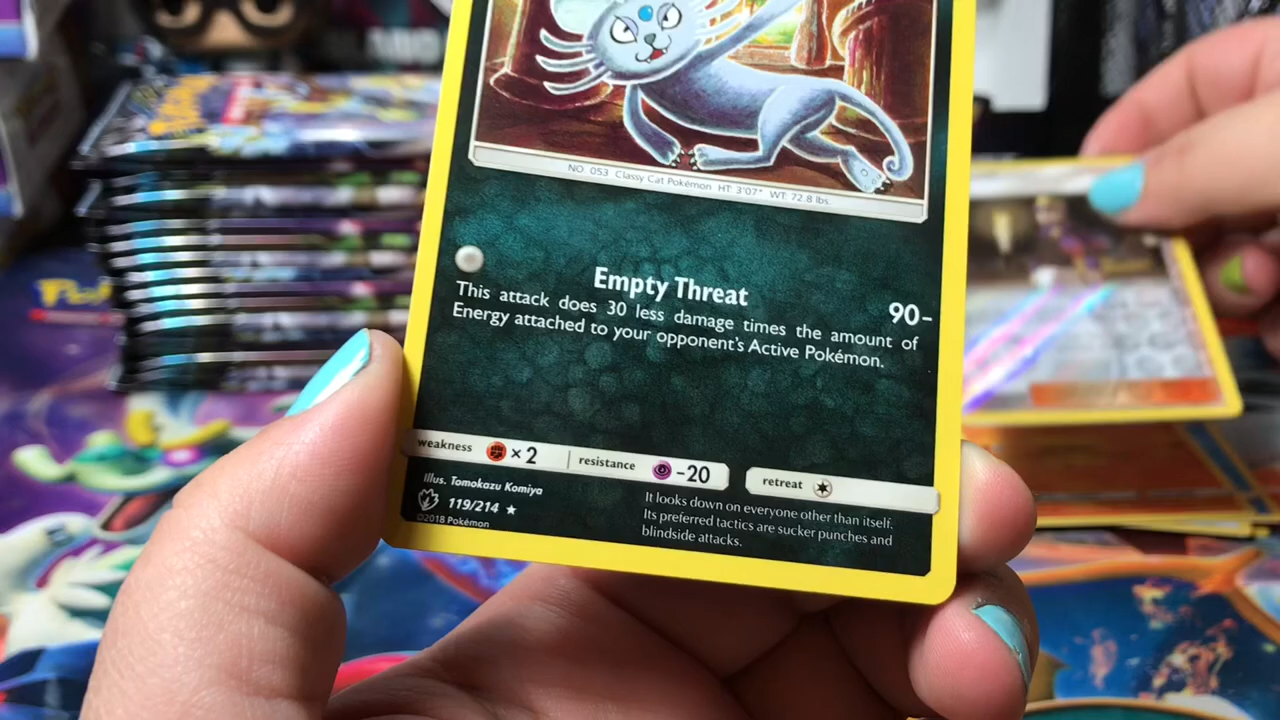 NO. 053 Classy Cat Pokémon HT: 3'07" WT: 72.8 lbs.
Empty Threat 90-
This attack does 30 less damage times the amount of
Energy attached to your opponent's Active Pokémon.
weakness ×2 resistance -20 retreat
Illus. Tomokazu Komiya
119/214
©2018 Pokémon
It looks down on everyone other than itself.
Its preferred tactics are sucker punches and
blindside attacks.